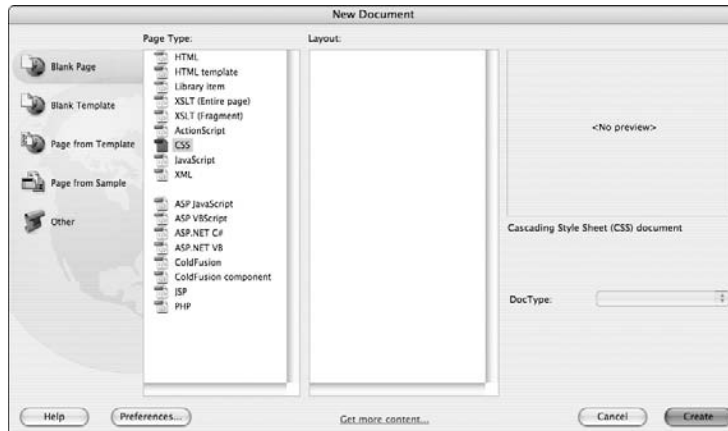 New Document
Page Type:
Layout:
Blank Page
Blank Template
Page from Template
Page from Sample
Other
HTML
HTML template
Library item
XSLT (Entire page)
XSLT (Fragment)
ActionScript
CSS
JavaScript
XML
ASP JavaScript
ASP VBScript
ASP.NET C#
ASP.NET VB
ColdFusion
ColdFusion component
JSP
PHP
<No preview>
Cascading Style Sheet (CSS) document
DocType:
Help
Preferences...
Get more content...
Cancel
Create